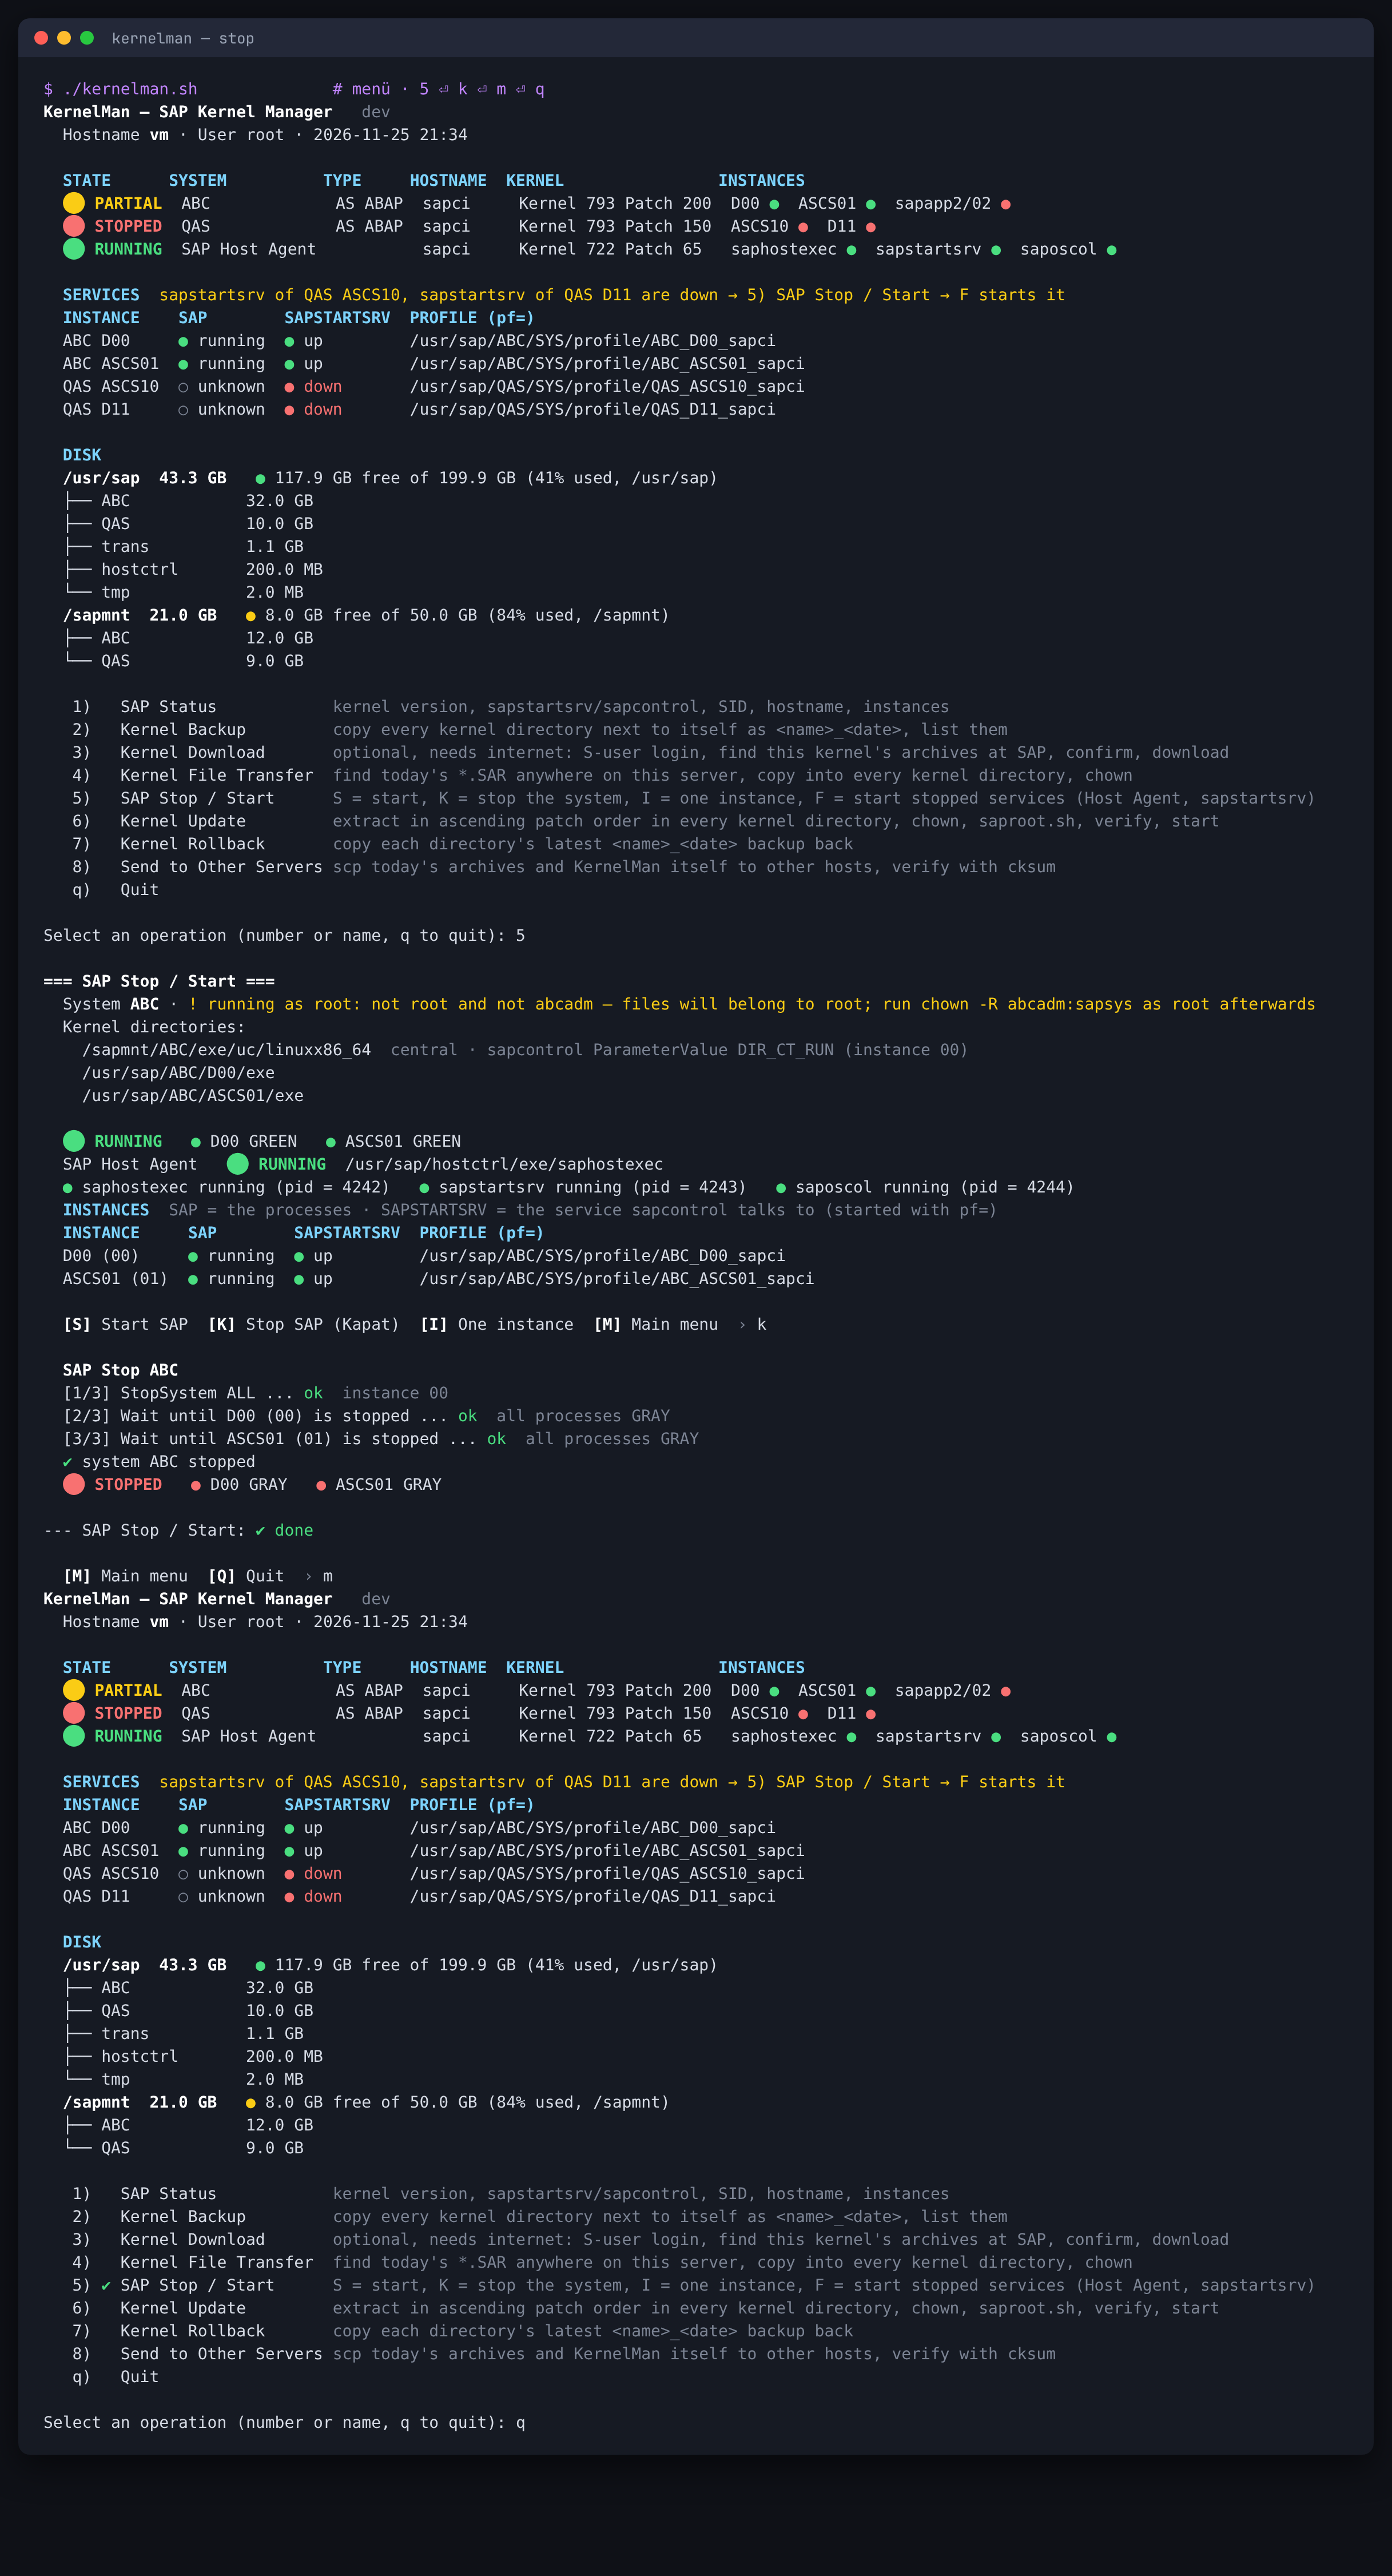 kernelman — stop
$ ./kernelman.sh # menü · 5 ⏎ k ⏎ m ⏎ q
KernelMan — SAP Kernel Manager dev
Hostname vm · User root · 2026-11-25 21:34
STATE SYSTEM TYPE HOSTNAME KERNEL INSTANCES
⬤ PARTIAL ABC AS ABAP sapci Kernel 793 Patch 200 D00 ● ASCS01 ● sapapp2/02 ●
⬤ STOPPED QAS AS ABAP sapci Kernel 793 Patch 150 ASCS10 ● D11 ●
⬤ RUNNING SAP Host Agent sapci Kernel 722 Patch 65 saphostexec ● sapstartsrv ● saposcol ●
SERVICES sapstartsrv of QAS ASCS10, sapstartsrv of QAS D11 are down → 5) SAP Stop / Start → F starts it
INSTANCE SAP SAPSTARTSRV PROFILE (pf=)
ABC D00 ● running ● up /usr/sap/ABC/SYS/profile/ABC_D00_sapci
ABC ASCS01 ● running ● up /usr/sap/ABC/SYS/profile/ABC_ASCS01_sapci
QAS ASCS10 ○ unknown ● down /usr/sap/QAS/SYS/profile/QAS_ASCS10_sapci
QAS D11 ○ unknown ● down /usr/sap/QAS/SYS/profile/QAS_D11_sapci
DISK
/usr/sap 43.3 GB ● 117.9 GB free of 199.9 GB (41% used, /usr/sap)
├── ABC 32.0 GB
├── QAS 10.0 GB
├── trans 1.1 GB
├── hostctrl 200.0 MB
└── tmp 2.0 MB
/sapmnt 21.0 GB ● 8.0 GB free of 50.0 GB (84% used, /sapmnt)
├── ABC 12.0 GB
└── QAS 9.0 GB
1) SAP Status kernel version, sapstartsrv/sapcontrol, SID, hostname, instances
2) Kernel Backup copy every kernel directory next to itself as <name>_<date>, list them
3) Kernel Download optional, needs internet: S-user login, find this kernel's archives at SAP, confirm, download
4) Kernel File Transfer find today's *.SAR anywhere on this server, copy into every kernel directory, chown
5) SAP Stop / Start S = start, K = stop the system, I = one instance, F = start stopped services (Host Agent, sapstartsrv)
6) Kernel Update extract in ascending patch order in every kernel directory, chown, saproot.sh, verify, start
7) Kernel Rollback copy each directory's latest <name>_<date> backup back
8) Send to Other Servers scp today's archives and KernelMan itself to other hosts, verify with cksum
q) Quit
Select an operation (number or name, q to quit): 5
=== SAP Stop / Start ===
System ABC · ! running as root: not root and not abcadm — files will belong to root; run chown -R abcadm:sapsys as root afterwards
Kernel directories:
/sapmnt/ABC/exe/uc/linuxx86_64 central · sapcontrol ParameterValue DIR_CT_RUN (instance 00)
/usr/sap/ABC/D00/exe
/usr/sap/ABC/ASCS01/exe
⬤ RUNNING ● D00 GREEN ● ASCS01 GREEN
SAP Host Agent ⬤ RUNNING /usr/sap/hostctrl/exe/saphostexec
● saphostexec running (pid = 4242) ● sapstartsrv running (pid = 4243) ● saposcol running (pid = 4244)
INSTANCES SAP = the processes · SAPSTARTSRV = the service sapcontrol talks to (started with pf=)
INSTANCE SAP SAPSTARTSRV PROFILE (pf=)
D00 (00) ● running ● up /usr/sap/ABC/SYS/profile/ABC_D00_sapci
ASCS01 (01) ● running ● up /usr/sap/ABC/SYS/profile/ABC_ASCS01_sapci
[S] Start SAP [K] Stop SAP (Kapat) [I] One instance [M] Main menu › k
SAP Stop ABC
[1/3] StopSystem ALL ... ok instance 00
[2/3] Wait until D00 (00) is stopped ... ok all processes GRAY
[3/3] Wait until ASCS01 (01) is stopped ... ok all processes GRAY
✔ system ABC stopped
⬤ STOPPED ● D00 GRAY ● ASCS01 GRAY
--- SAP Stop / Start: ✔ done
[M] Main menu [Q] Quit › m
KernelMan — SAP Kernel Manager dev
Hostname vm · User root · 2026-11-25 21:34
STATE SYSTEM TYPE HOSTNAME KERNEL INSTANCES
⬤ PARTIAL ABC AS ABAP sapci Kernel 793 Patch 200 D00 ● ASCS01 ● sapapp2/02 ●
⬤ STOPPED QAS AS ABAP sapci Kernel 793 Patch 150 ASCS10 ● D11 ●
⬤ RUNNING SAP Host Agent sapci Kernel 722 Patch 65 saphostexec ● sapstartsrv ● saposcol ●
SERVICES sapstartsrv of QAS ASCS10, sapstartsrv of QAS D11 are down → 5) SAP Stop / Start → F starts it
INSTANCE SAP SAPSTARTSRV PROFILE (pf=)
ABC D00 ● running ● up /usr/sap/ABC/SYS/profile/ABC_D00_sapci
ABC ASCS01 ● running ● up /usr/sap/ABC/SYS/profile/ABC_ASCS01_sapci
QAS ASCS10 ○ unknown ● down /usr/sap/QAS/SYS/profile/QAS_ASCS10_sapci
QAS D11 ○ unknown ● down /usr/sap/QAS/SYS/profile/QAS_D11_sapci
DISK
/usr/sap 43.3 GB ● 117.9 GB free of 199.9 GB (41% used, /usr/sap)
├── ABC 32.0 GB
├── QAS 10.0 GB
├── trans 1.1 GB
├── hostctrl 200.0 MB
└── tmp 2.0 MB
/sapmnt 21.0 GB ● 8.0 GB free of 50.0 GB (84% used, /sapmnt)
├── ABC 12.0 GB
└── QAS 9.0 GB
1) SAP Status kernel version, sapstartsrv/sapcontrol, SID, hostname, instances
2) Kernel Backup copy every kernel directory next to itself as <name>_<date>, list them
3) Kernel Download optional, needs internet: S-user login, find this kernel's archives at SAP, confirm, download
4) Kernel File Transfer find today's *.SAR anywhere on this server, copy into every kernel directory, chown
5) ✔ SAP Stop / Start S = start, K = stop the system, I = one instance, F = start stopped services (Host Agent, sapstartsrv)
6) Kernel Update extract in ascending patch order in every kernel directory, chown, saproot.sh, verify, start
7) Kernel Rollback copy each directory's latest <name>_<date> backup back
8) Send to Other Servers scp today's archives and KernelMan itself to other hosts, verify with cksum
q) Quit
Select an operation (number or name, q to quit): q